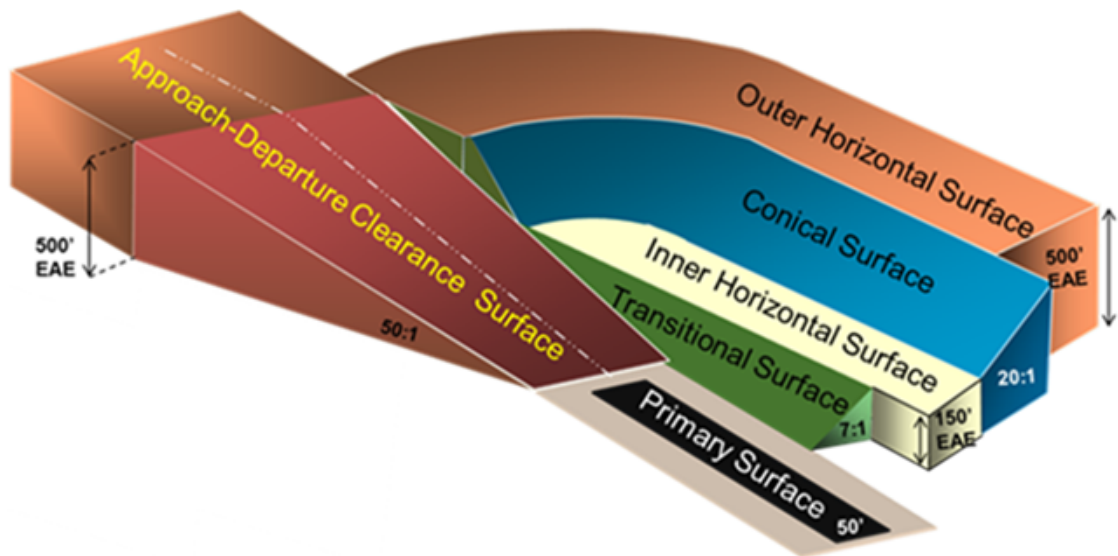 Approach-Departure Clearance Surface
Outer Horizontal Surface
Conical Surface
Inner Horizontal Surface
Transitional Surface
Primary Surface 50'
500'
EAE
50:1
7:1
150'
EAE
20:1
500'
EAE